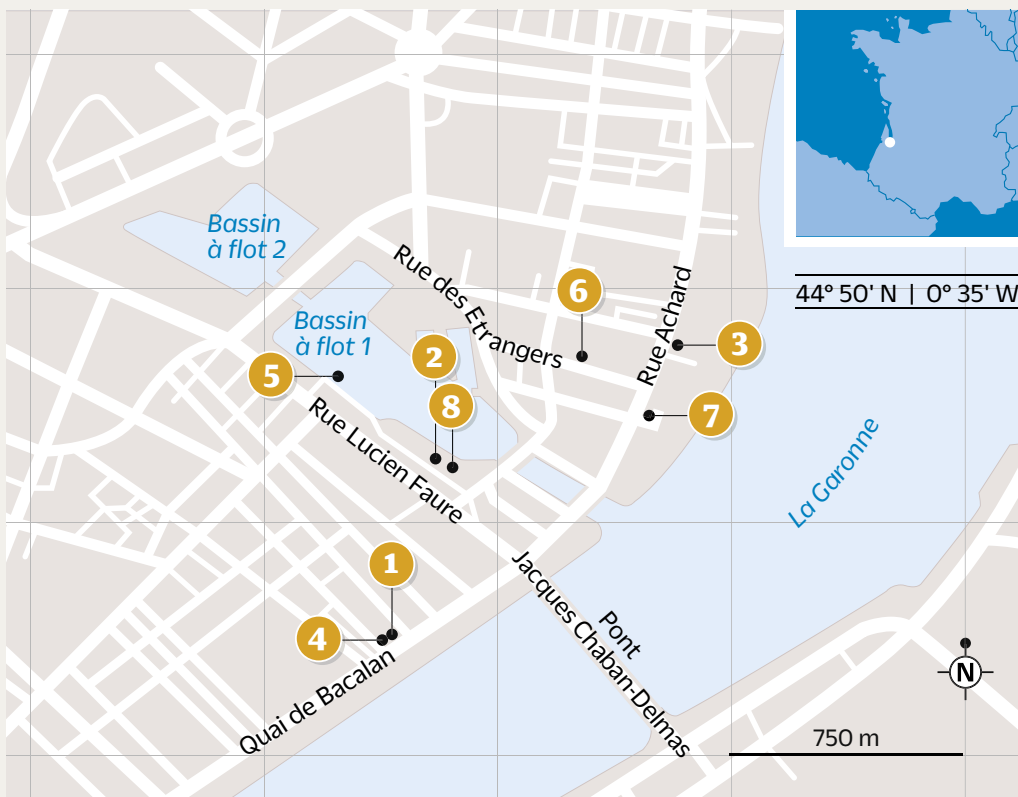 Bassin
à flot 2
44° 50' N | 0° 35' W
Rue des Etrangers
6
Rue Achard
Bassin
à flot 1
2
3
5
8
7
Rue Lucien Faure
La Garonne
1
Jacques Chaban-Delmas
Pont
4
Quai de Bacalan
N
750 m